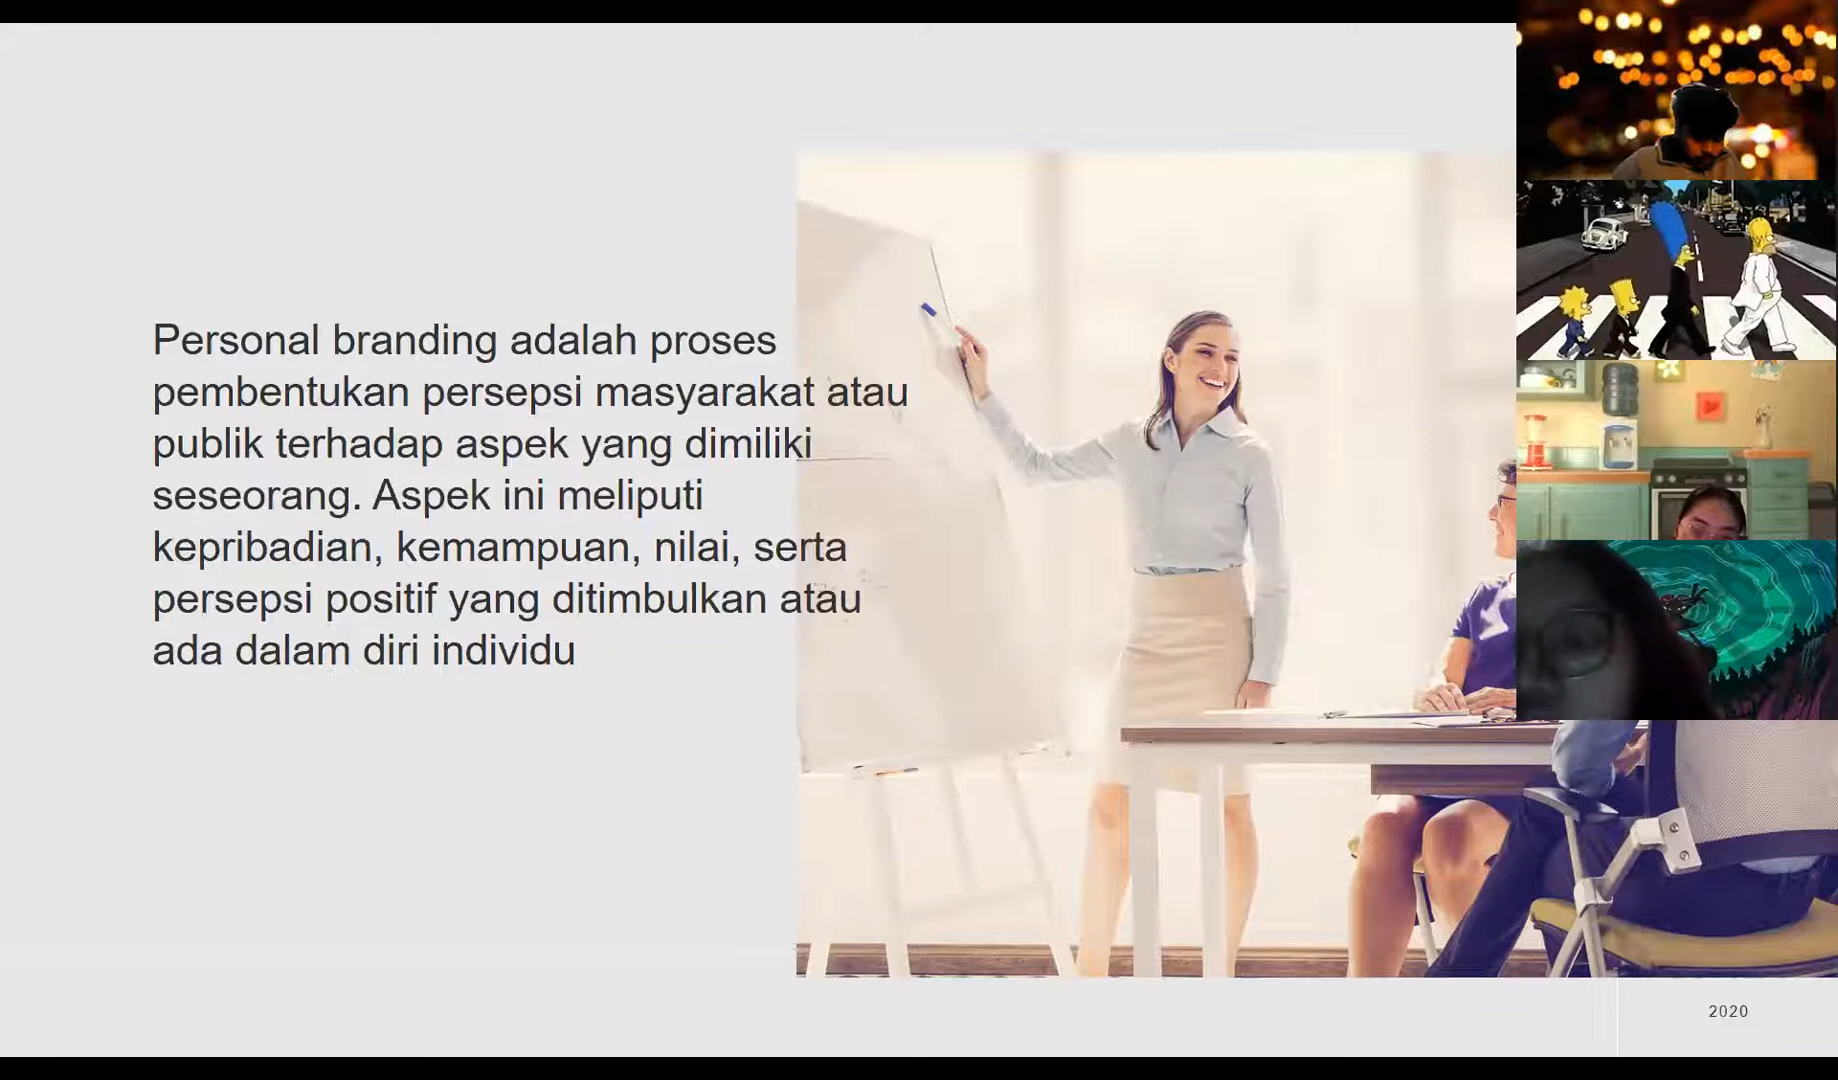 Personal branding adalah proses
pembentukan persepsi masyarakat atau
publik terhadap aspek yang dimiliki
seseorang. Aspek ini meliputi
kepribadian, kemampuan, nilai, serta
persepsi positif yang ditimbulkan atau
ada dalam diri individu
2020